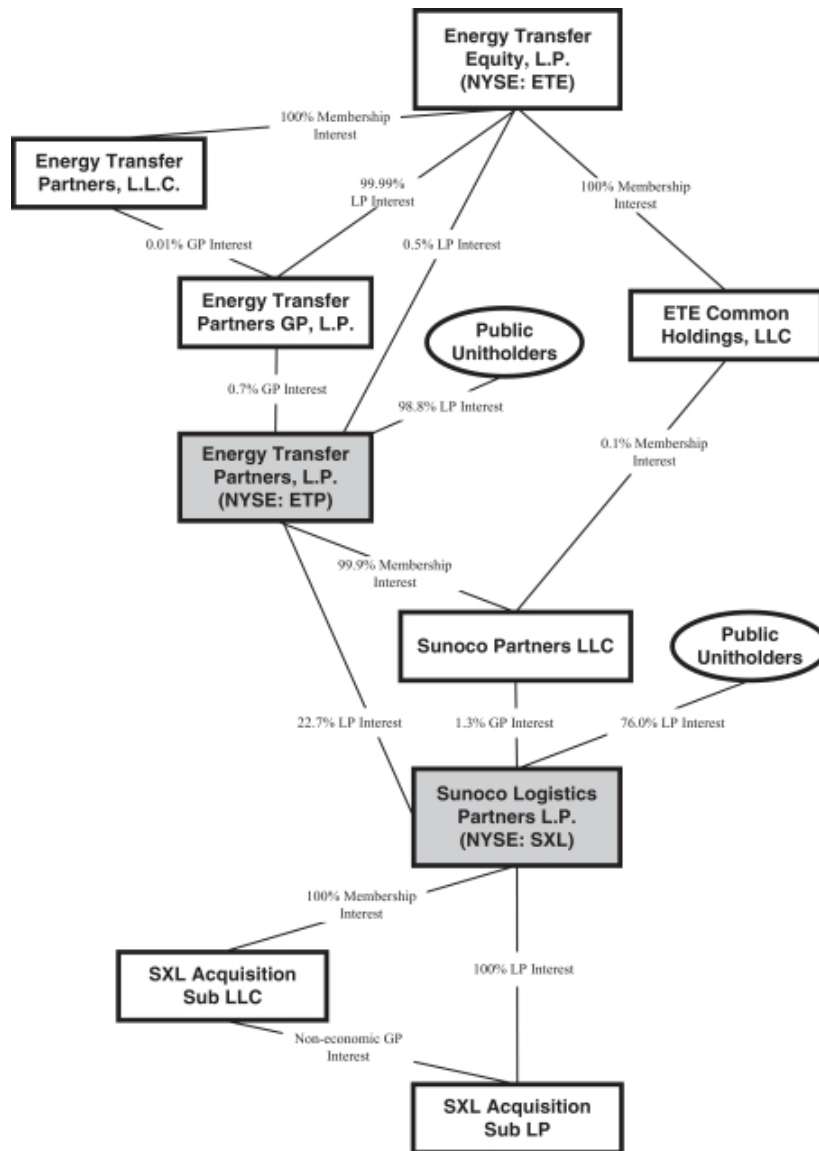 Energy Transfer
Equity, L.P.
(NYSE: ETE)
100% Membership
Interest
Energy Transfer
Partners, L.L.C.
99.99%
LP Interest
100% Membership
Interest
0.01% GP Interest
0.5% LP Interest
Energy Transfer
Partners GP, L.P.
Public
Unitholders
ETE Common
Holdings, LLC
0.7% GP Interest
98.8% LP Interest
Energy Transfer
Partners, L.P.
(NYSE: ETP)
0.1% Membership
Interest
99.9% Membership
Interest
Sunoco Partners LLC
Public
Unitholders
22.7% LP Interest
1.3% GP Interest
76.0% LP Interest
Sunoco Logistics
Partners L.P.
(NYSE: SXL)
100% Membership
Interest
SXL Acquisition
Sub LLC
100% LP Interest
Non-economic GP
Interest
SXL Acquisition
Sub LP